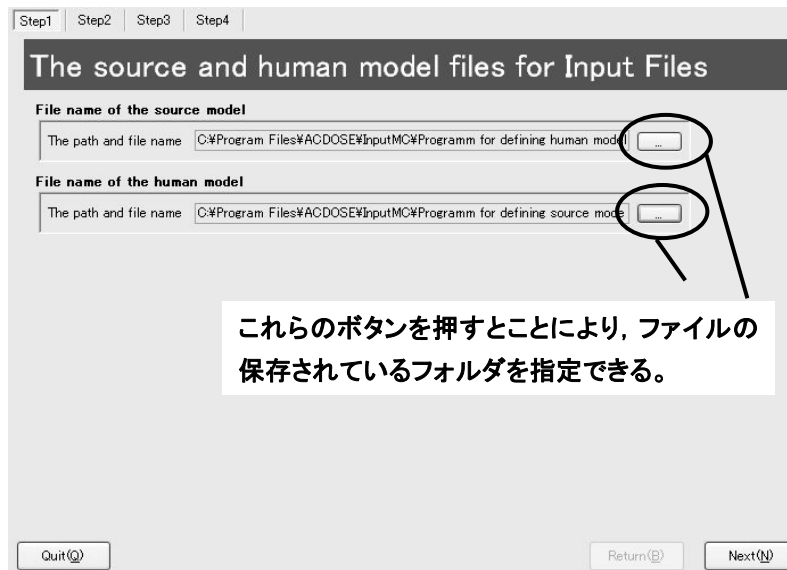 Step1 Step2 Step3 Step4
The source and human model files for Input Files
File name of the source model
The path and file name C:¥Program Files¥ACDOSE¥InputMC¥Programm for defining human model ...
File name of the human model
The path and file name C:¥Program Files¥ACDOSE¥InputMC¥Programm for defining source mode ...
これらのボタンを押すとことにより，ファイルの
保存されているフォルダを指定できる。
Quit(Q) Return(B) Next(N)